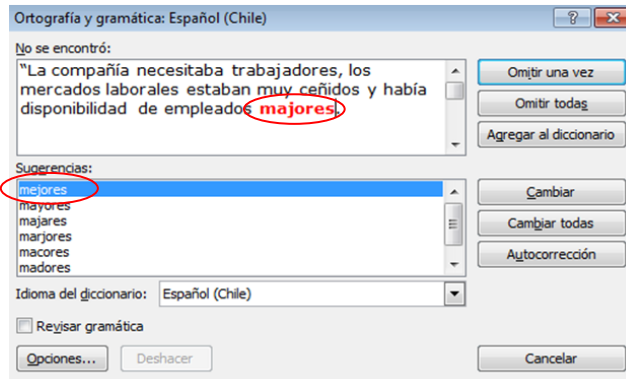 Ortografía y gramática: Español (Chile)
No se encontró:
“La compañía necesitaba trabajadores, los
mercados laborales estaban muy ceñidos y había
disponibilidad de empleados majores.
Omitir una vez
Omitir todas
Agregar al diccionario
Sugerencias:
mejores
mayores
majares
marjores
macores
madores
Cambiar
Cambiar todas
Autocorrección
Idioma del diccionario: Español (Chile)
Revisar gramática
Opciones... Deshacer Cancelar